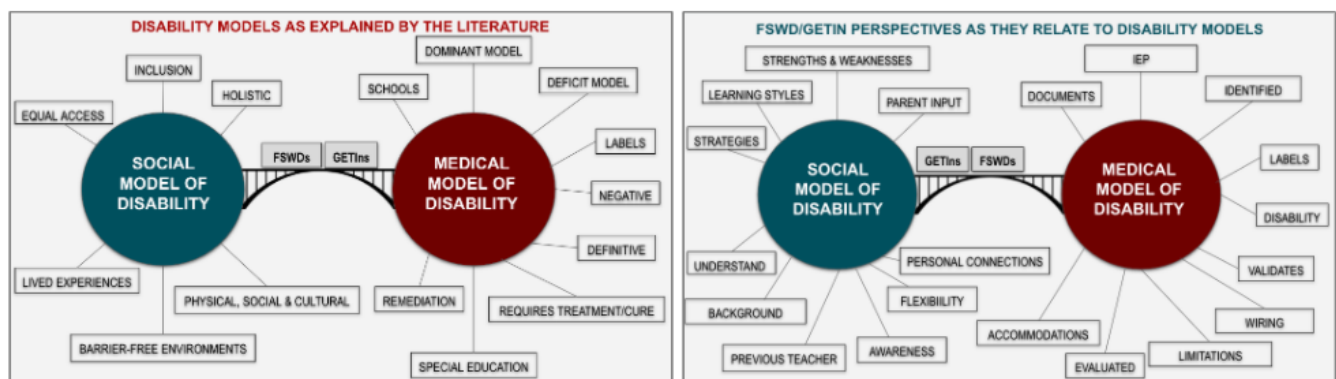 DISABILITY MODELS AS EXPLAINED BY THE LITERATURE
DOMINANT MODEL
INCLUSION
SCHOOLS
DEFICIT MODEL
HOLISTIC
EQUAL ACCESS
LABELS
FSWDs
GETIns
SOCIAL
MODEL OF
DISABILITY
MEDICAL
MODEL OF
DISABILITY
NEGATIVE
DEFINITIVE
LIVED EXPERIENCES
PHYSICAL, SOCIAL & CULTURAL
REMEDIATION
REQUIRES TREATMENT/CURE
BARRIER-FREE ENVIRONMENTS
SPECIAL EDUCATION
FSWD/GETIN PERSPECTIVES AS THEY RELATE TO DISABILITY MODELS
STRENGTHS & WEAKNESSES
IEP
LEARNING STYLES
PARENT INPUT
DOCUMENTS
IDENTIFIED
STRATEGIES
LABELS
GETIns
FSWDs
SOCIAL
MODEL OF
DISABILITY
MEDICAL
MODEL OF
DISABILITY
DISABILITY
UNDERSTAND
PERSONAL CONNECTIONS
VALIDATES
FLEXIBIILITY
BACKGROUND
WIRING
ACCOMMODATIONS
PREVIOUS TEACHER
AWARENESS
LIMITATIONS
EVALUATED